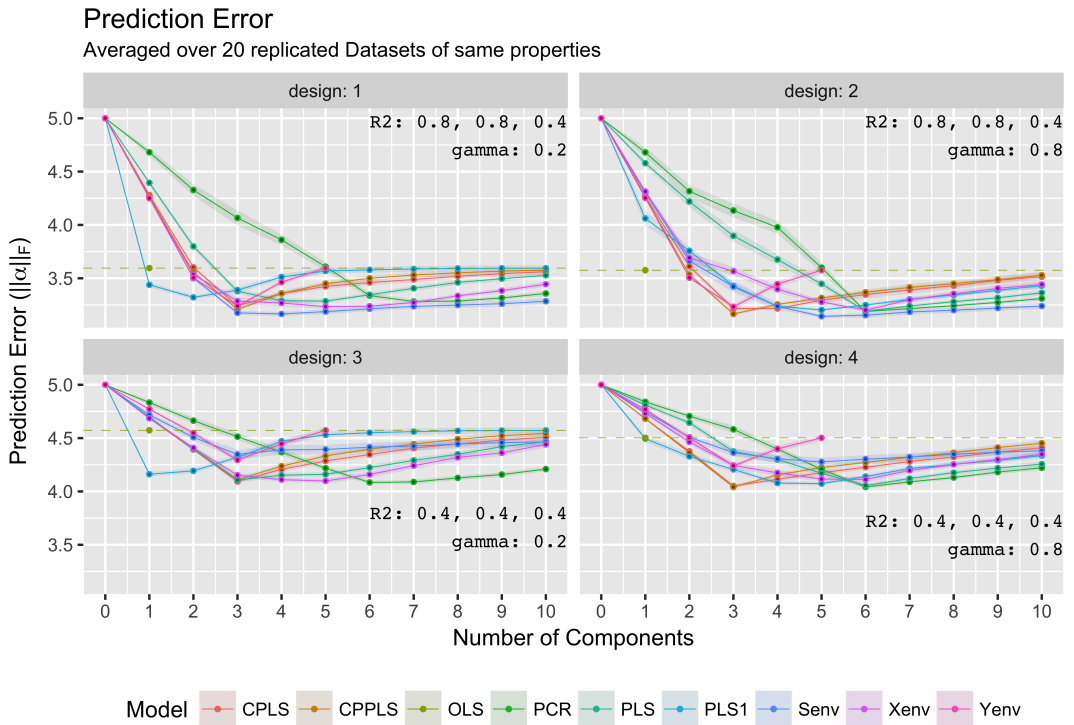 Prediction Error
Averaged over 20 replicated Datasets of same properties
design: 1
design: 2
R2: 0.8, 0.8, 0.4
gamma: 0.2
R2: 0.8, 0.8, 0.4
gamma: 0.8
5.0
4.5
4.0
3.5
design: 3
design: 4
R2: 0.4, 0.4, 0.4
gamma: 0.2
R2: 0.4, 0.4, 0.4
gamma: 0.8
5.0
4.5
4.0
3.5
Prediction Error (||α||F)
0 1 2 3 4 5 6 7 8 9 10
0 1 2 3 4 5 6 7 8 9 10
Number of Components
Model CPLS CPPLS OLS PCR PLS PLS1 Senv Xenv Yenv